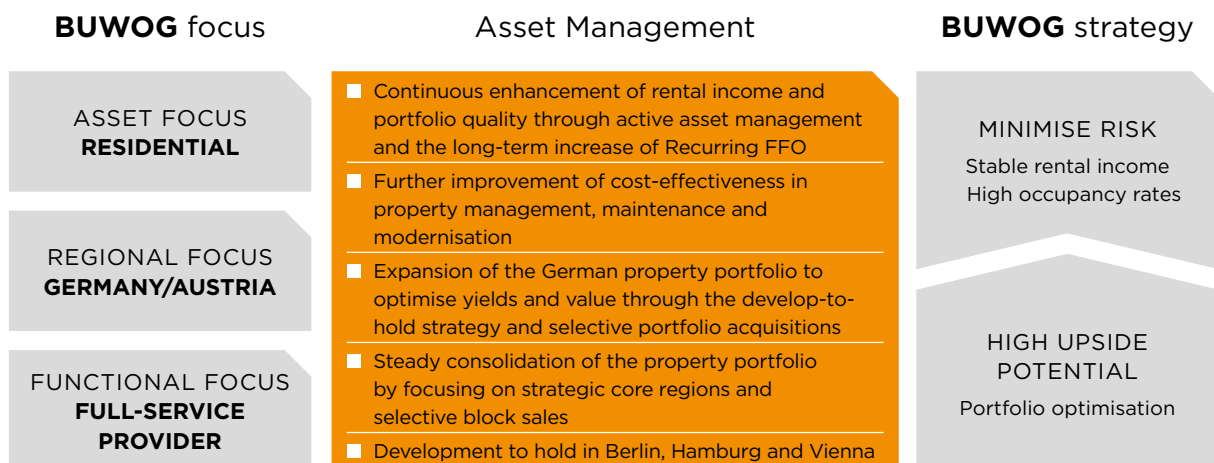 BUWOG focus
ASSET FOCUS
RESIDENTIAL
REGIONAL FOCUS
GERMANY/AUSTRIA
FUNCTIONAL FOCUS
FULL-SERVICE
PROVIDER
Asset Management
Continuous enhancement of rental income and
portfolio quality through active asset management
and the long-term increase of Recurring FFO
Further improvement of cost-effectiveness in
property management, maintenance and
modernisation
Expansion of the German property portfolio to
optimise yields and value through the develop-to-
hold strategy and selective portfolio acquisitions
Steady consolidation of the property portfolio
by focusing on strategic core regions and
selective block sales
Development to hold in Berlin, Hamburg and Vienna
BUWOG strategy
MINIMISE RISK
Stable rental income
High occupancy rates
HIGH UPSIDE
POTENTIAL
Portfolio optimisation